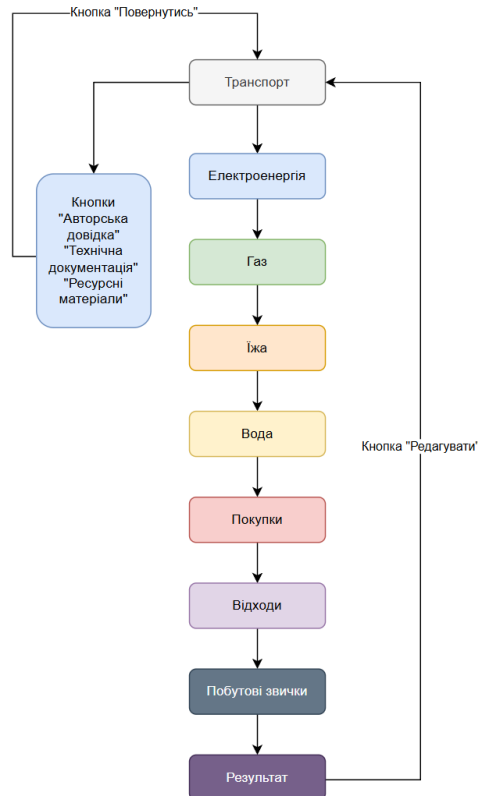 Кнопка "Повернутись"
Транспорт
Електроенергія
Кнопки
"Авторська
довідка"
"Технічна
документація"
"Ресурсні
матеріали"
Газ
Їжа
Вода
Кнопка "Редагувати'
Покупки
Відходи
Побутові звички
Результат